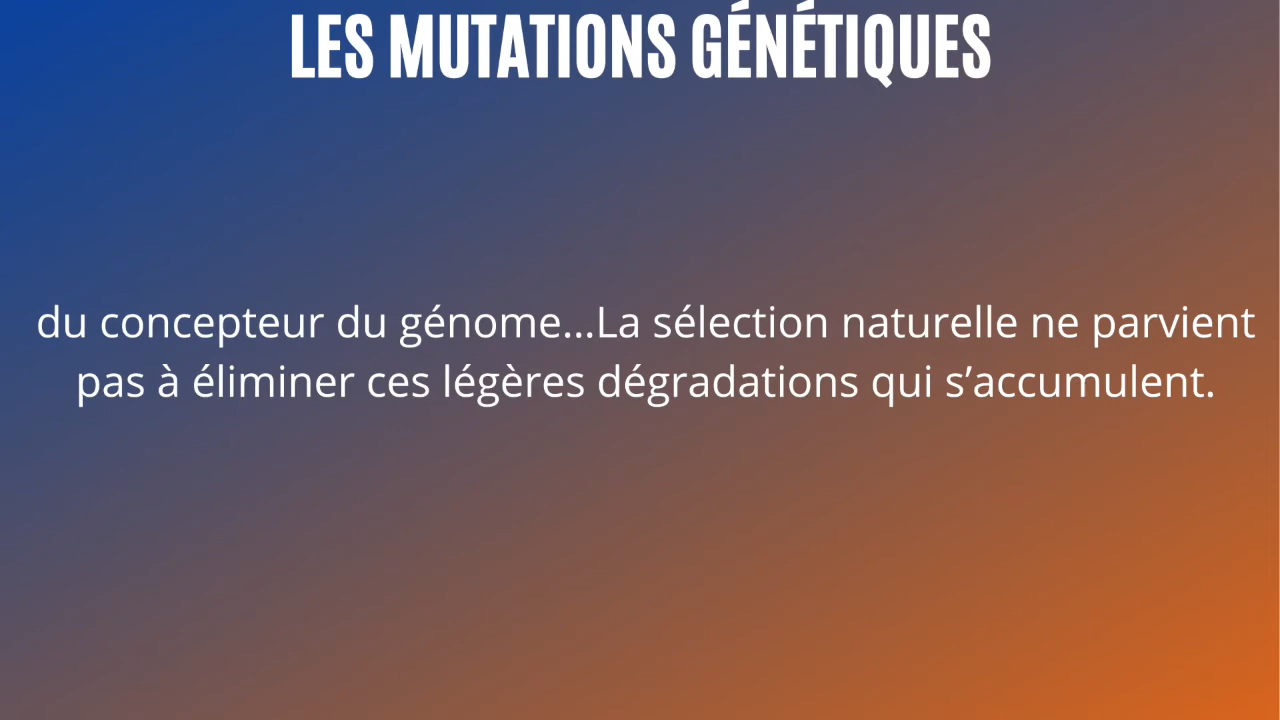 LES MUTATIONS GÉNÉTIQUES
du concepteur du génome...La sélection naturelle ne parvient
pas à éliminer ces légères dégradations qui s’accumulent.